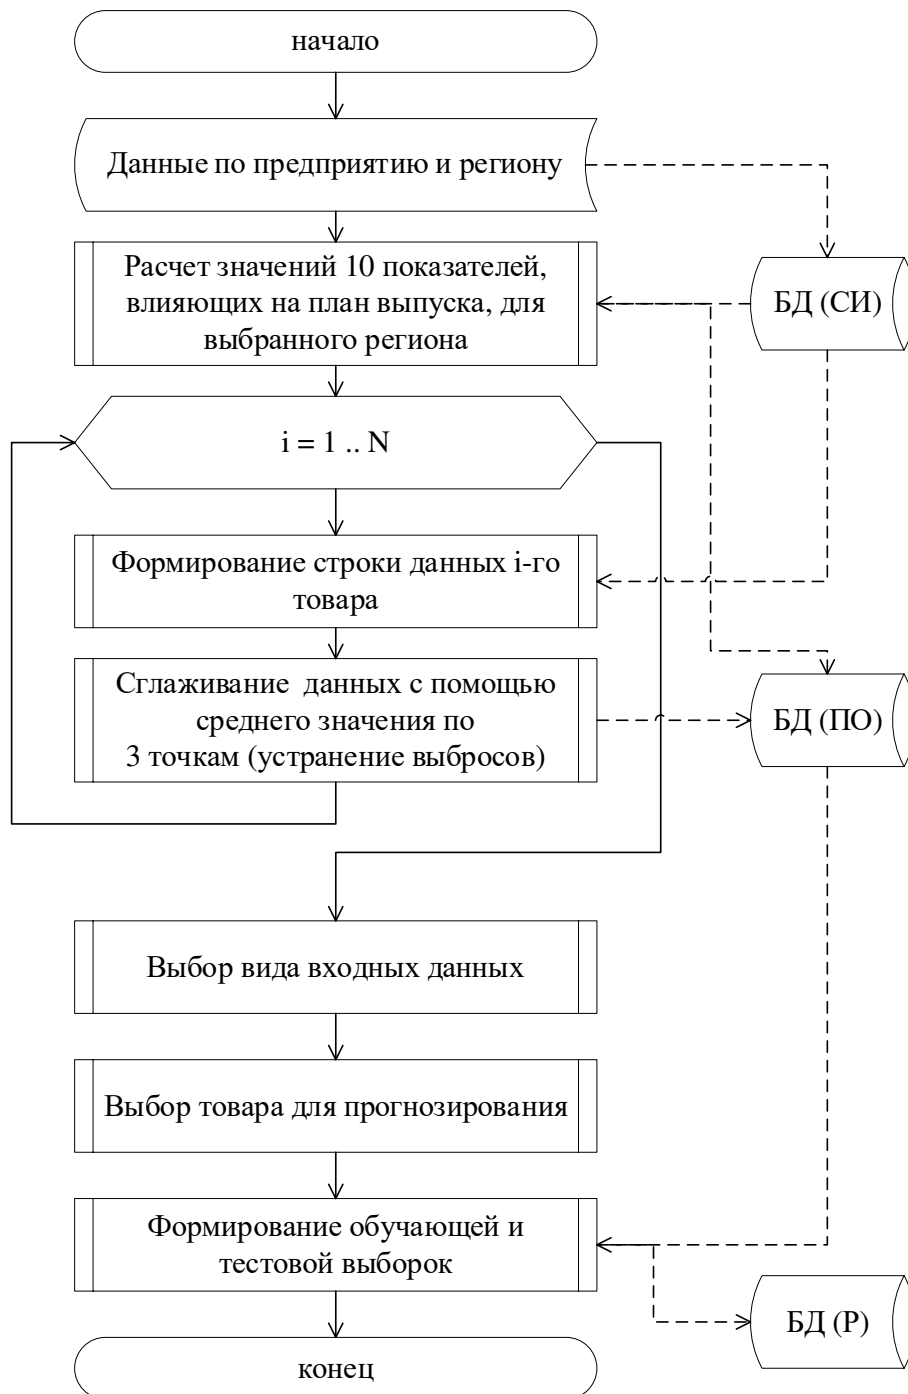 начало
Данные по предприятию и региону
Расчет значений 10 показателей,
влияющих на план выпуска, для
выбранного региона
БД (СИ)
i = 1 .. N
Формирование строки данных i-го
товара
Сглаживание данных с помощью
среднего значения по
3 точкам (устранение выбросов)
БД (ПО)
Выбор вида входных данных
Выбор товара для прогнозирования
Формирование обучающей и
тестовой выборок
БД (Р)
конец